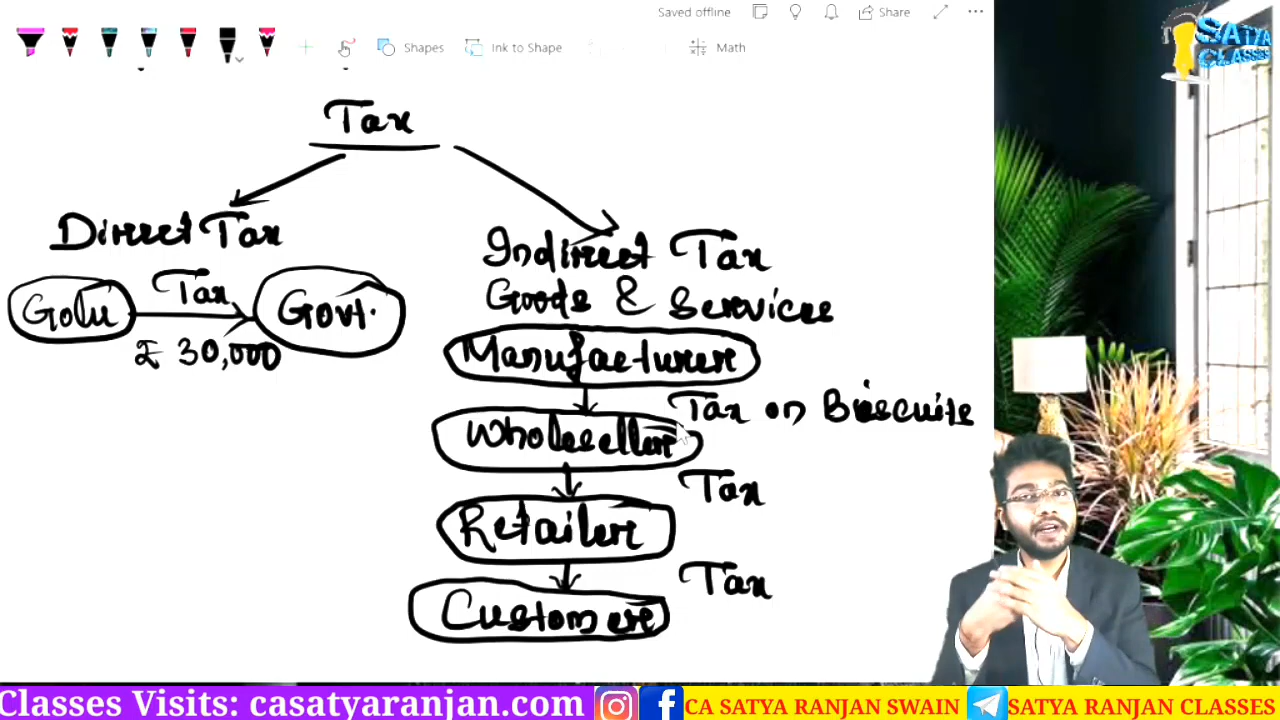 Saved offline
Share
Shapes
Ink to Shape
Math
SATYA
CLASSES
Tax
Direct Tax
Indirect Tax
Goods & Services
Golu
Tax
Govt.
₹ 30,000
Manufacturer
Tax on Biscuits
Wholeseller
Tax
Retailer
Tax
Customer
Classes Visits: casatyaranjan.com
CA SATYA RANJAN SWAIN
SATYA RANJAN CLASSES